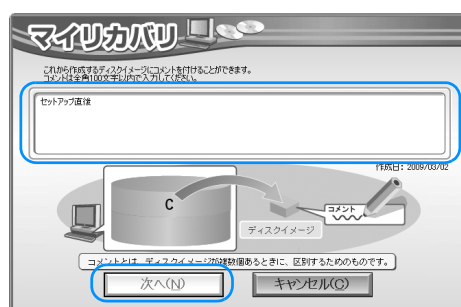 マイリカバリ
これから作成するディスクイメージにコメントを付けることができます。
コメントは全角100文字以内で入力してください。
セットアップ直後
作成日：2009/03/02
C
コメント
ディスクイメージ
コメントとは、ディスクイメージが複数個あるときに、区別するためのものです。
次へ(N)
キャンセル(C)